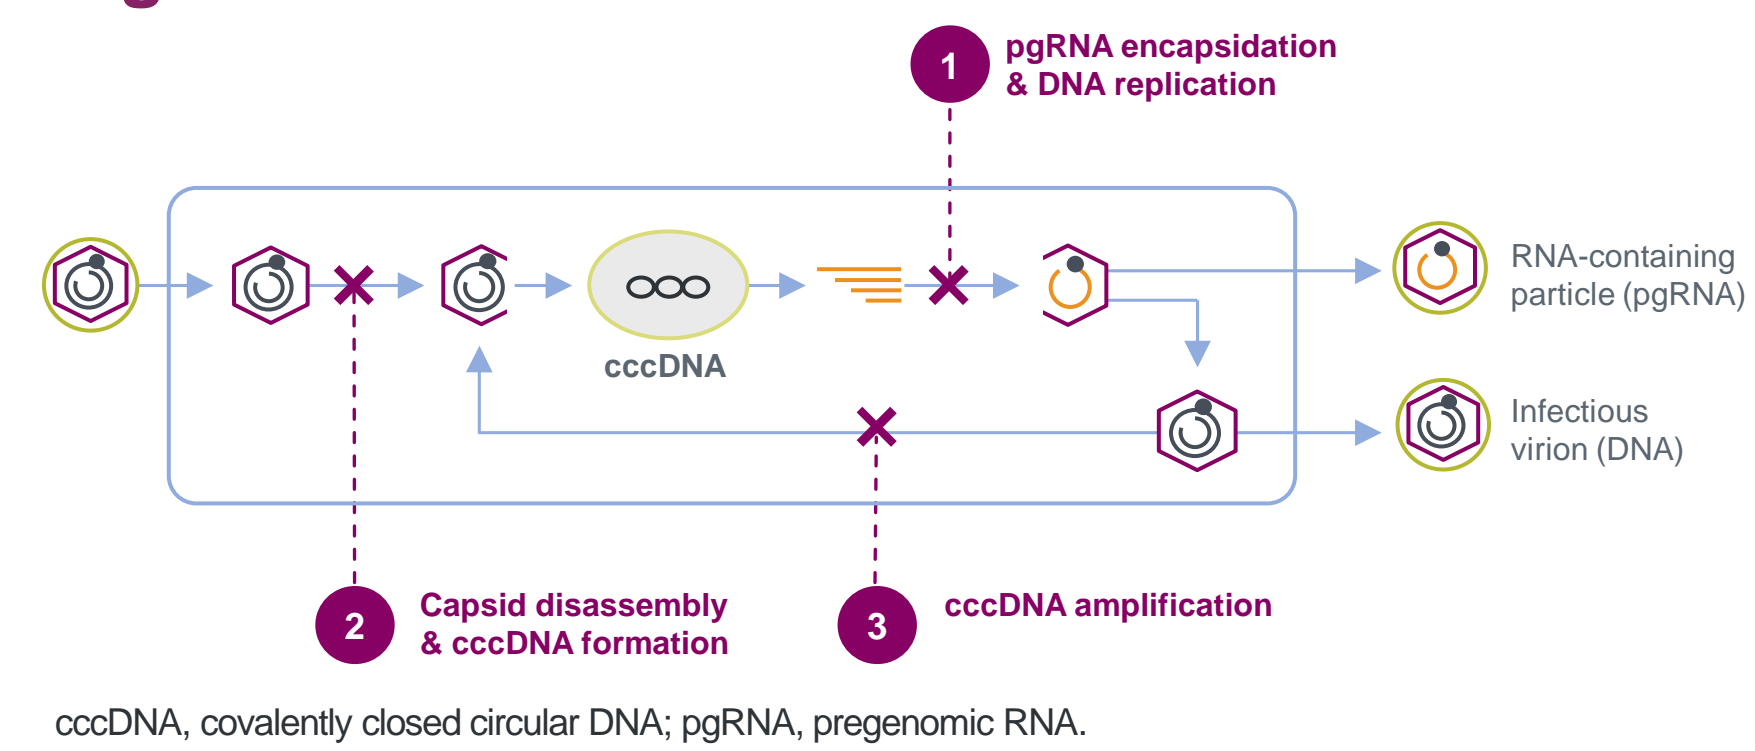 1
pgRNA encapsidation
& DNA replication
RNA-containing
particle (pgRNA)
cccDNA
Infectious
virion (DNA)
2
Capsid disassembly
& cccDNA formation
3
cccDNA amplification
cccDNA, covalently closed circular DNA; pgRNA, pregenomic RNA.